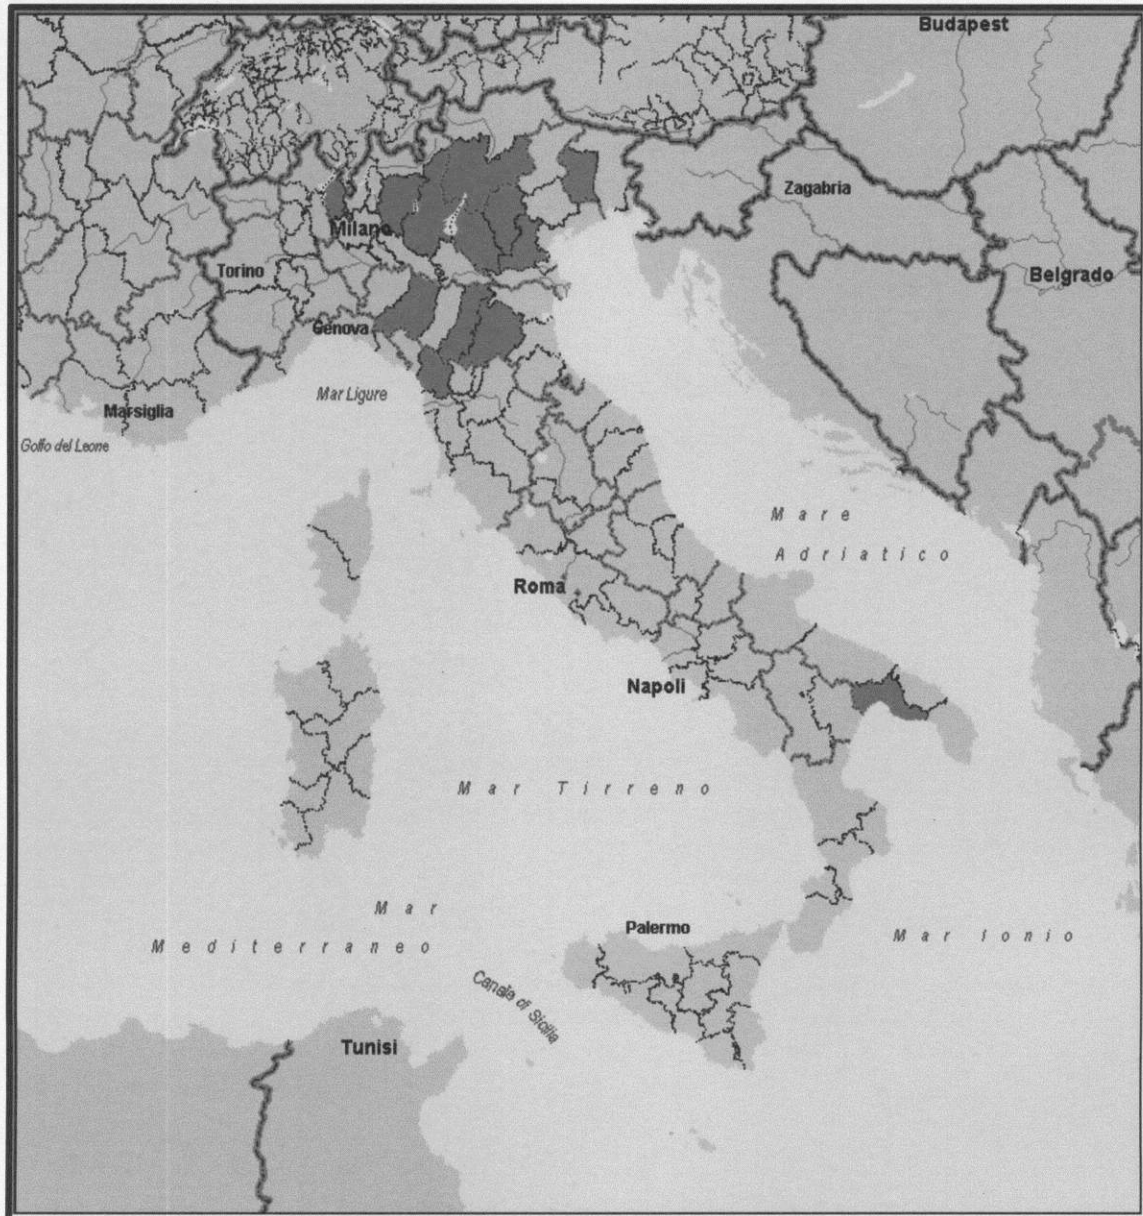 Budapest
Zagabria
Milano
Torino
Belgrado
Genova
Mar Ligure
Marsiglia
Golfo del Leone
Mare
Adriatico
Roma
Napoli
Mar Tirreno
Mar
Mediterraneo
Palermo
Mar Ionio
Canale of Sicilia
Tunisi